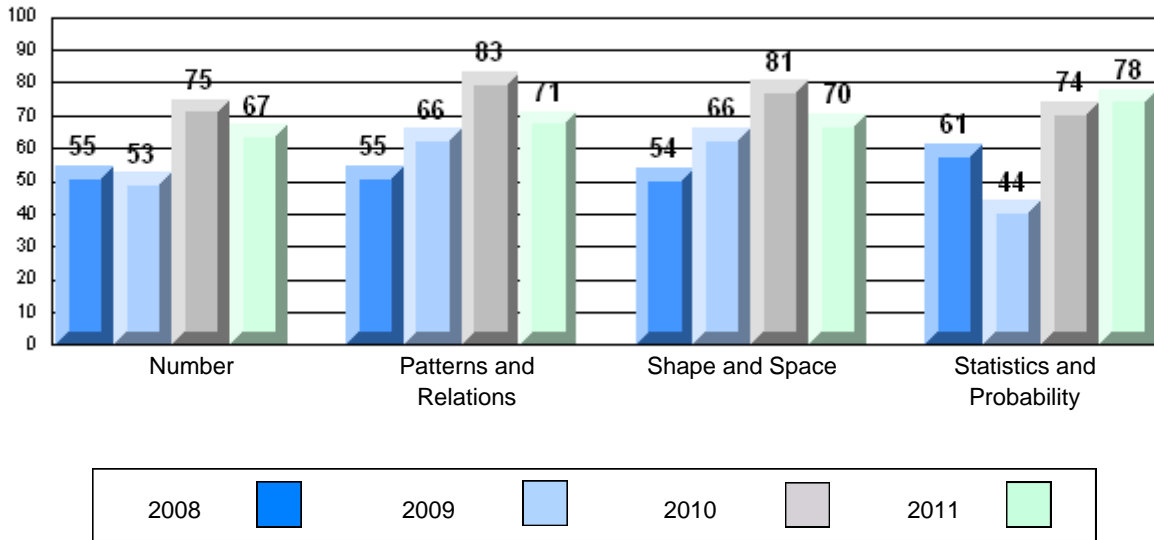 100
90
80
70
60
50
40
30
20
10
0
55 53 75 67
55 66 83 71
54 66 81 70
61 44 74 78
Number
Patterns and
Relations
Shape and Space
Statistics and
Probability
2008 2009 2010 2011